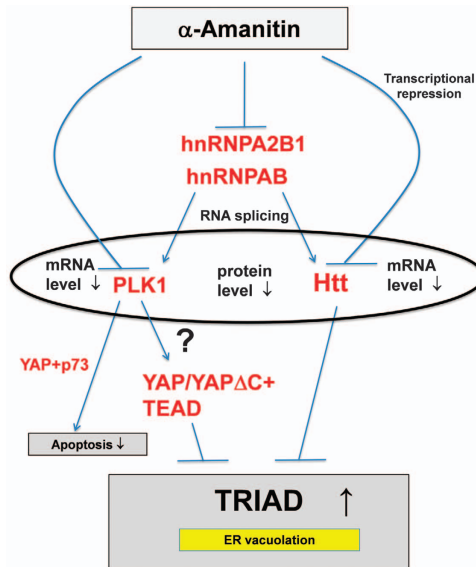 α-Amanitin
Transcriptional
repression
hnRNPA2B1
hnRNPAB
RNA splicing
mRNA
level ↓
PLK1
protein
level ↓
Htt
mRNA
level ↓
?
YAP+p73
YAP/YAPΔC+
TEAD
Apoptosis ↓
TRIAD ↑
ER vacuolation